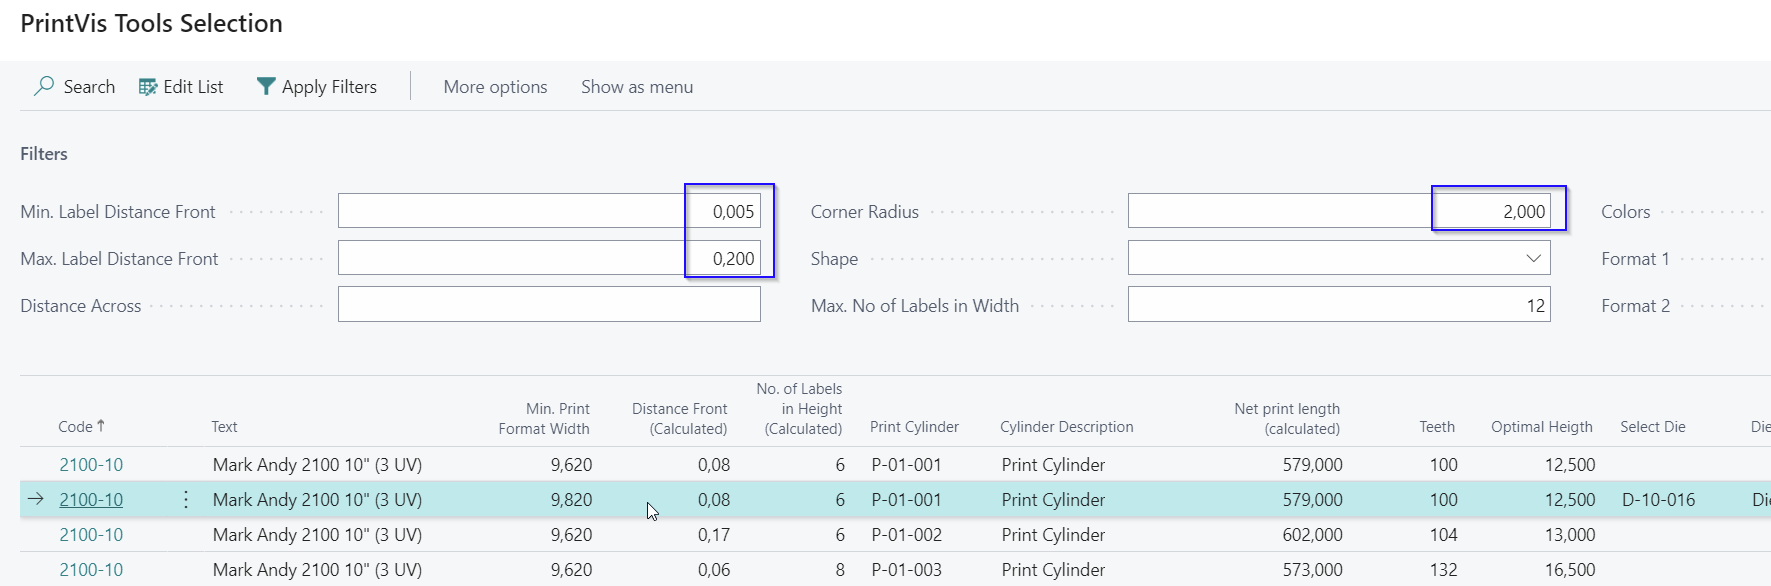 PrintVis Tools Selection
Search Edit List Apply Filters More options Show as menu
Filters
Min. Label Distance Front 0,005 Corner Radius 2,000 Colors
Max. Label Distance Front 0,200 Shape Format 1
Distance Across Max. No of Labels in Width 12 Format 2
Code↑ Text Min. Print Format Width Distance Front (Calculated) No. of Labels in Height (Calculated) Print Cylinder Cylinder Description Net print length (calculated) Teeth Optimal Heigth Select Die Die
2100-10 Mark Andy 2100 10" (3 UV) 9,620 0,08 6 P-01-001 Print Cylinder 579,000 100 12,500
→ 2100-10 ⋮ Mark Andy 2100 10" (3 UV) 9,820 0,08 6 P-01-001 Print Cylinder 579,000 100 12,500 D-10-016 Die
2100-10 Mark Andy 2100 10" (3 UV) 9,620 0,17 6 P-01-002 Print Cylinder 602,000 104 13,000
2100-10 Mark Andy 2100 10" (3 UV) 9,620 0,06 8 P-01-003 Print Cylinder 573,000 132 16,500